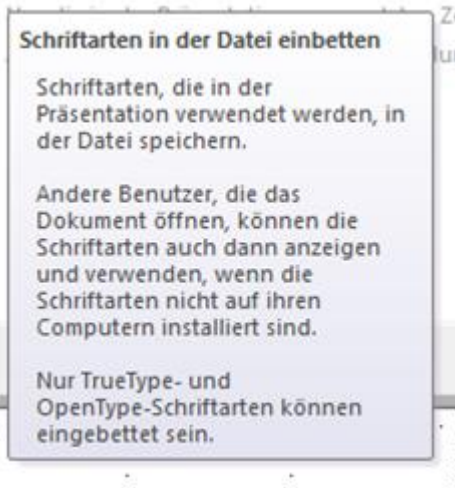 Schriftarten in der Datei einbetten
Schriftarten, die in der
Präsentation verwendet werden, in
der Datei speichern.
Andere Benutzer, die das
Dokument öffnen, können die
Schriftarten auch dann anzeigen
und verwenden, wenn die
Schriftarten nicht auf ihren
Computern installiert sind.
Nur TrueType- und
OpenType-Schriftarten können
eingebettet sein.